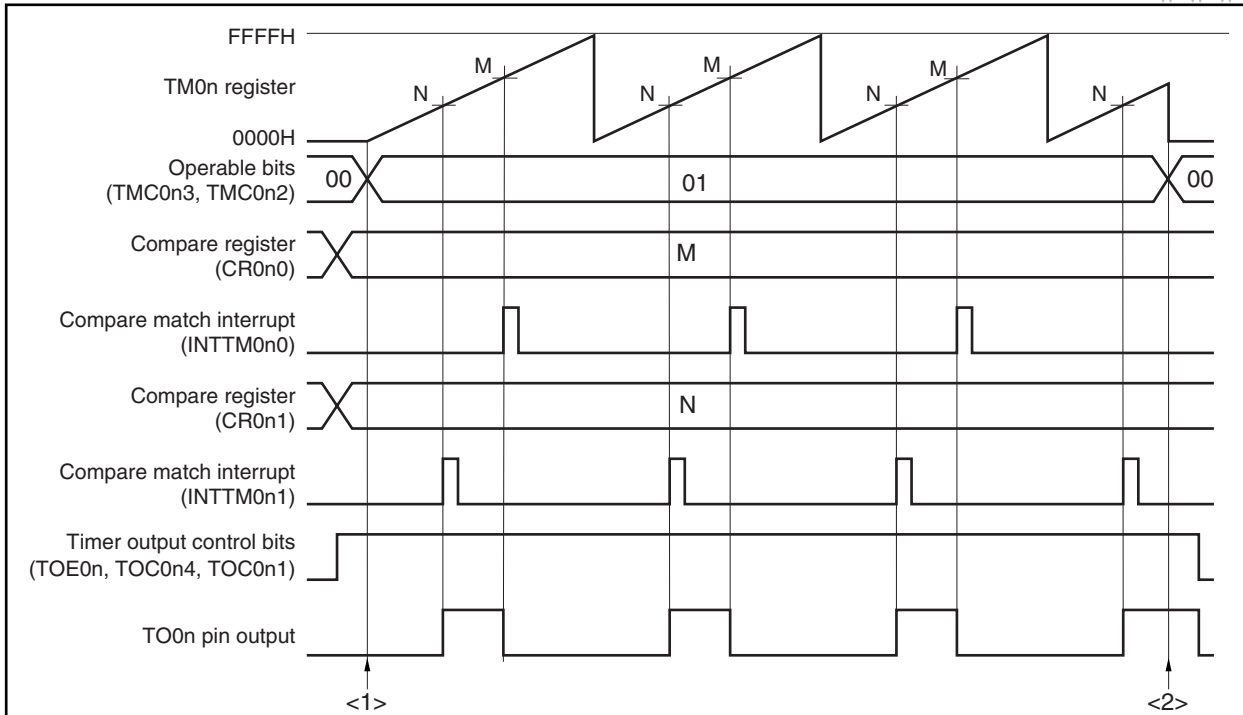 FFFFH
TM0n register
0000H
N
M
N
M
N
M
N
Operable bits
(TMC0n3, TMC0n2)
00
01
00
Compare register
(CR0n0)
M
Compare match interrupt
(INTTM0n0)
Compare register
(CR0n1)
N
Compare match interrupt
(INTTM0n1)
Timer output control bits
(TOE0n, TOC0n4, TOC0n1)
TO0n pin output
<1>
<2>